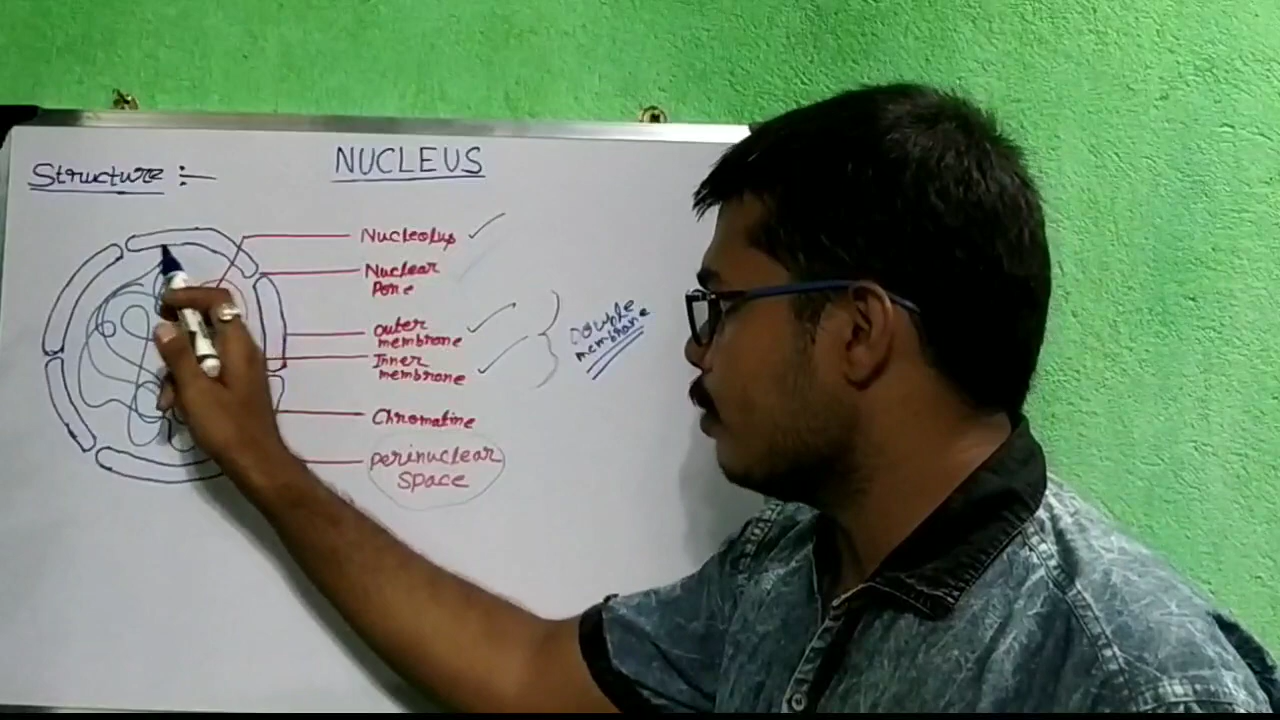 NUCLEUS
Structure :-
Nucleolus
Nuclear
Pore
outer
membrane
Inner
membrane
Double
membrane
Chromatine
perinuclear
space